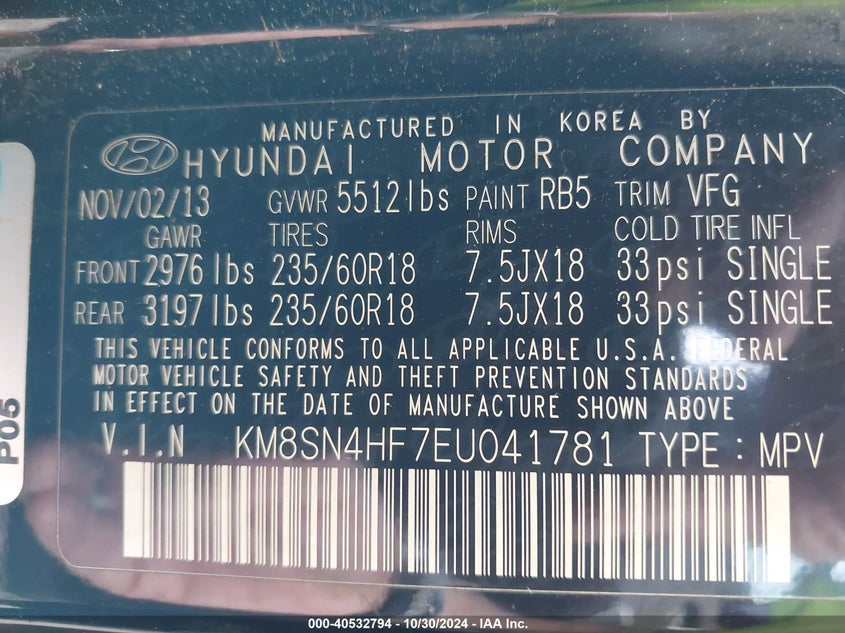 MANUFACTURED IN KOREA BY
HYUNDAI MOTOR COMPANY
NOV/02/13 GVWR 5512lbs PAINT RB5 TRIM VFG
GAWR TIRES RIMS COLD TIRE INFL
FRONT 2976lbs 235/60R18 7.5JX18 33psi SINGLE
REAR 3197lbs 235/60R18 7.5JX18 33psi SINGLE
THIS VEHICLE CONFORMS TO ALL APPLICABLE U.S.A. FEDERAL
MOTOR VEHICLE SAFETY AND THEFT PREVENTION STANDARDS
IN EFFECT ON THE DATE OF MANUFACTURE SHOWN ABOVE
V.I.N KM8SN4HF7EU041781 TYPE : MPV
P05
000-40532794 - 10/30/2024 - IAA Inc.